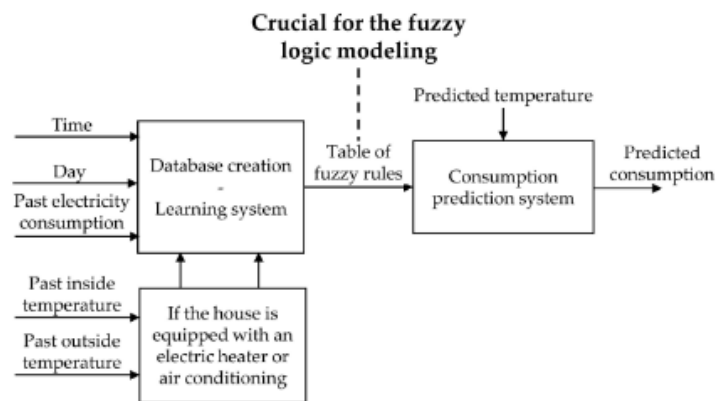 Crucial for the fuzzy
logic modeling
Predicted temperature
Time
Day
Past electricity
consumption
Database creation
-
Learning system
Table of
fuzzy rules
Consumption
prediction system
Predicted
consumption
Past inside
temperature
Past outside
temperature
If the house is
equipped with an
electric heater or
air conditioning